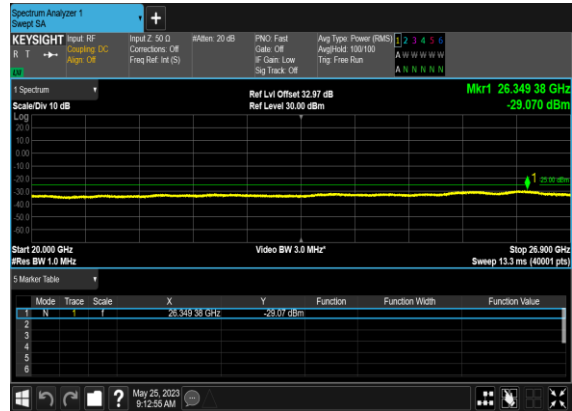 Spectrum Analyzer 1
Swept SA
+
KEYSIGHT Input: RF Input Z: 50 Ω #Atten: 20 dB PNO: Fast Avg Type: Power (RMS) 1 2 3 4 5 6
R T Coupling: DC Corrections: Off Gate: Off Avg|Hold: 100/100 A W W W W W
Align: Off Freq Ref: Int (S) IF Gain: Low Trig: Free Run
Sig Track: Off A N N N N N
1 Spectrum Ref Lvl Offset 32.97 dB Mkr1 26.349 38 GHz
Scale/Div 10 dB Ref Level 30.00 dBm -29.070 dBm
Log
20.0
10.0
0.00
-10.0
-20.0 1 25.00 dBm
-30.0
-40.0
-50.0
-60.0
Start 20.000 GHz Video BW 3.0 MHz* Stop 26.900 GHz
#Res BW 1.0 MHz Sweep 13.3 ms (40001 pts)
5 Marker Table
Mode Trace Scale X Y Function Function Width Function Value
1 N 1 f 26.349 38 GHz -29.07 dBm
2
3
4
5
6
? May 25, 2023
9:12:55 AM